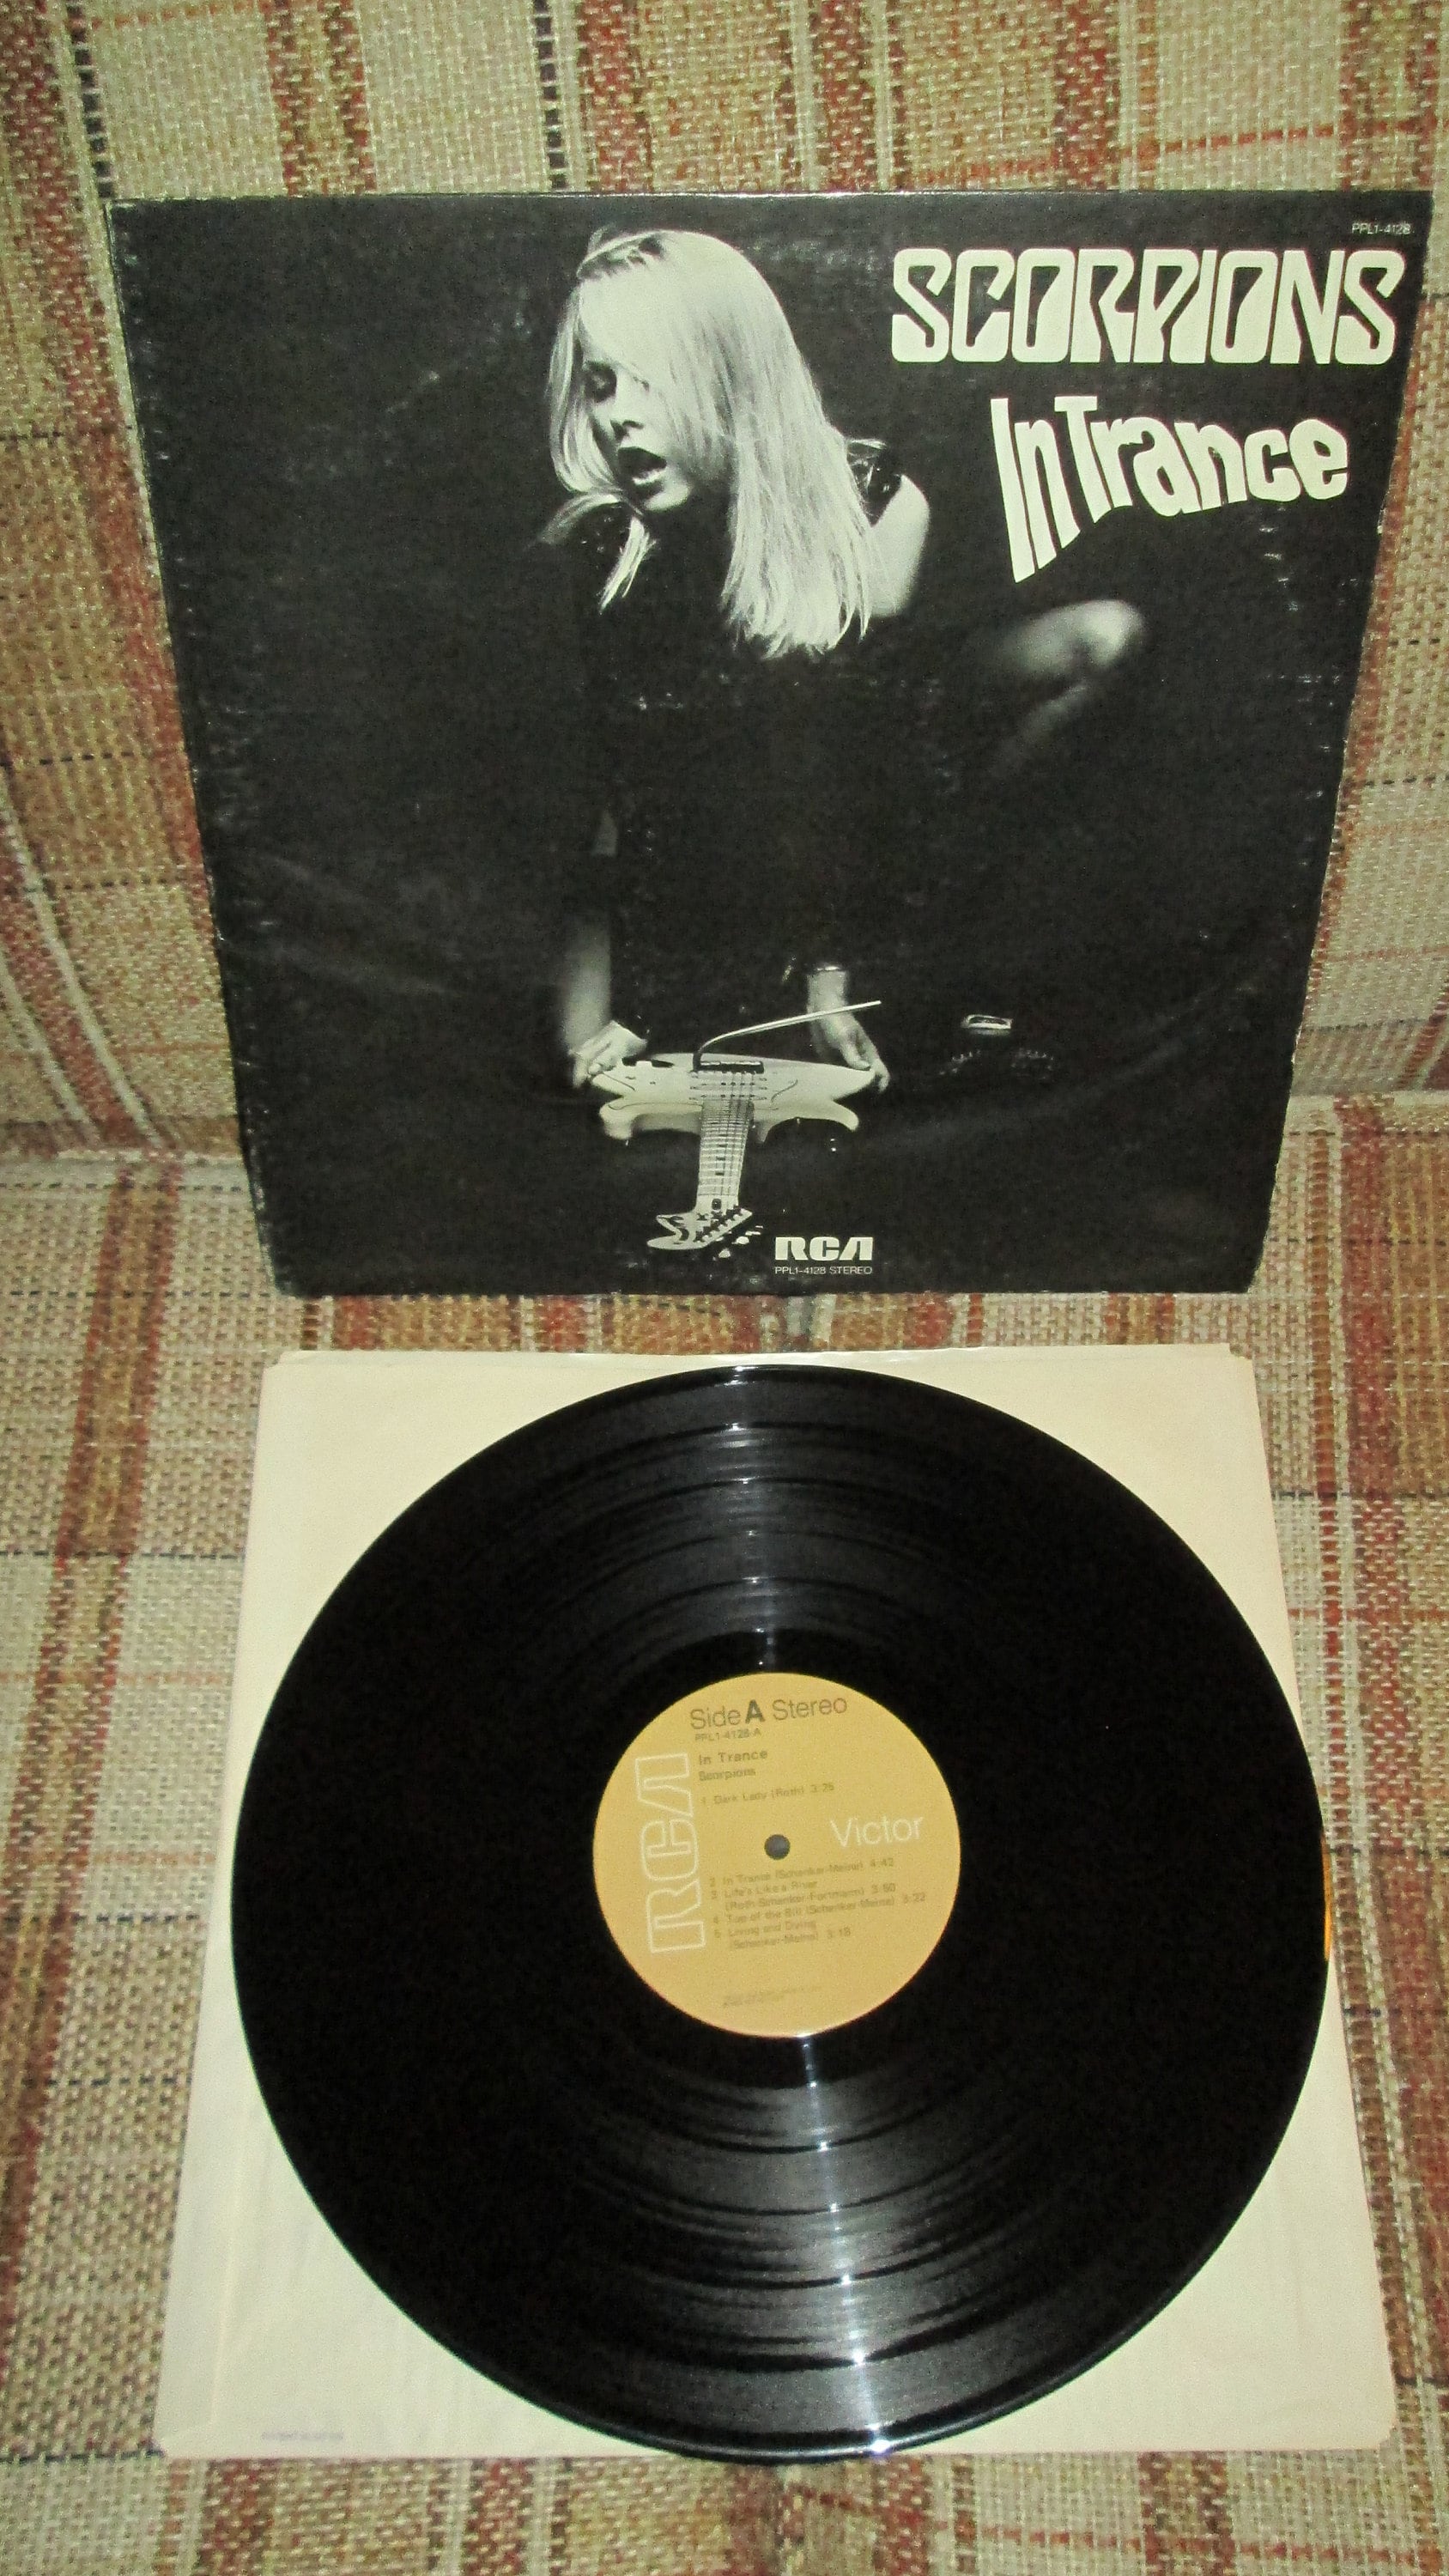 PPL1-4128
SCORPIONS
In Trance
RCA
PPL1-4128 STEREO
Side A Stereo
PPL1-4128-A
In Trance
Scorpions
1 Dark Lady (Roth) 3:25
RCA
Victor
2 In Trance (Schenker-Meine) 4:42
3 Life's Like a River
(Roth-Schenker-Fortmann) 3:50
4 Top of the Bill (Schenker-Meine) 3:22
5 Living and Dying
(Schenker-Meine) 3:18